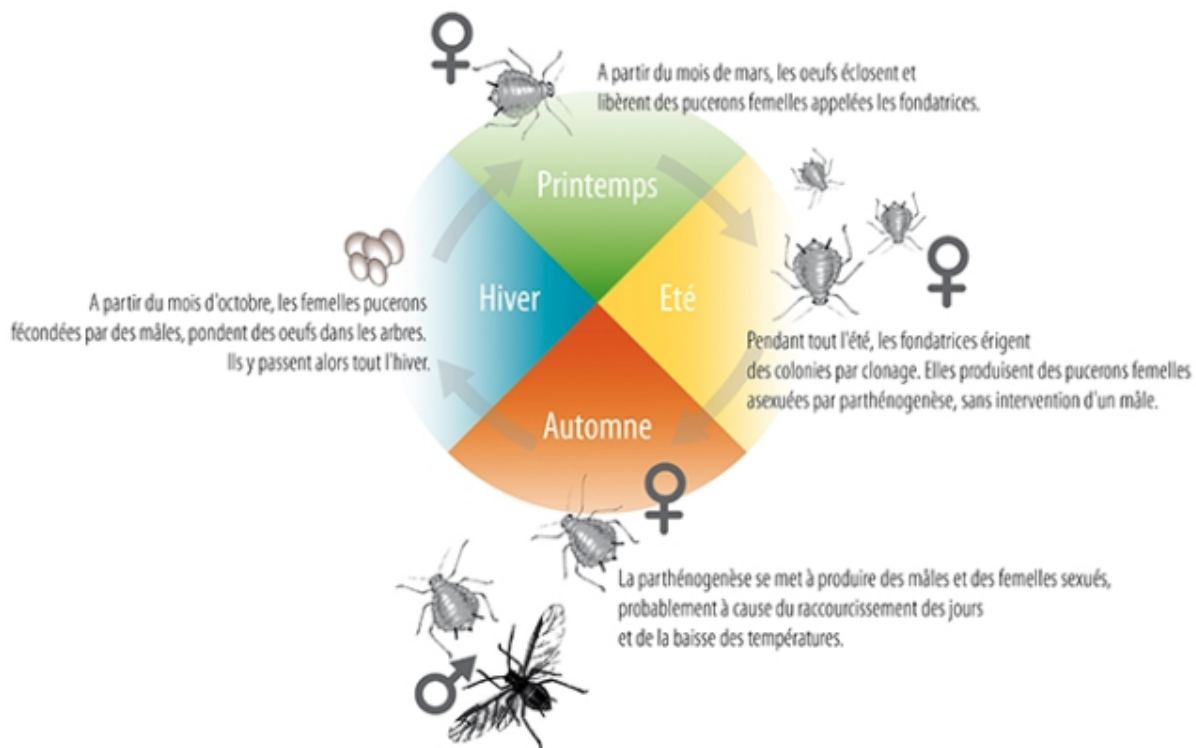 A partir du mois de mars, les oeufs éclosent et
libèrent des pucerons femelles appelées les fondatrices.
Printemps
Hiver
Eté
A partir du mois d'octobre, les femelles pucerons
fécondées par des mâles, pondent des oeufs dans les arbres.
Ils y passent alors tout l'hiver.
Pendant tout l'été, les fondatrices érigent
des colonies par clonage. Elles produisent des pucerons femelles
asexuées par parthénogenèse, sans intervention d'un mâle.
Automne
La parthénogenèse se met à produire des mâles et des femelles sexués,
probablement à cause du raccourcissement des jours
et de la baisse des températures.